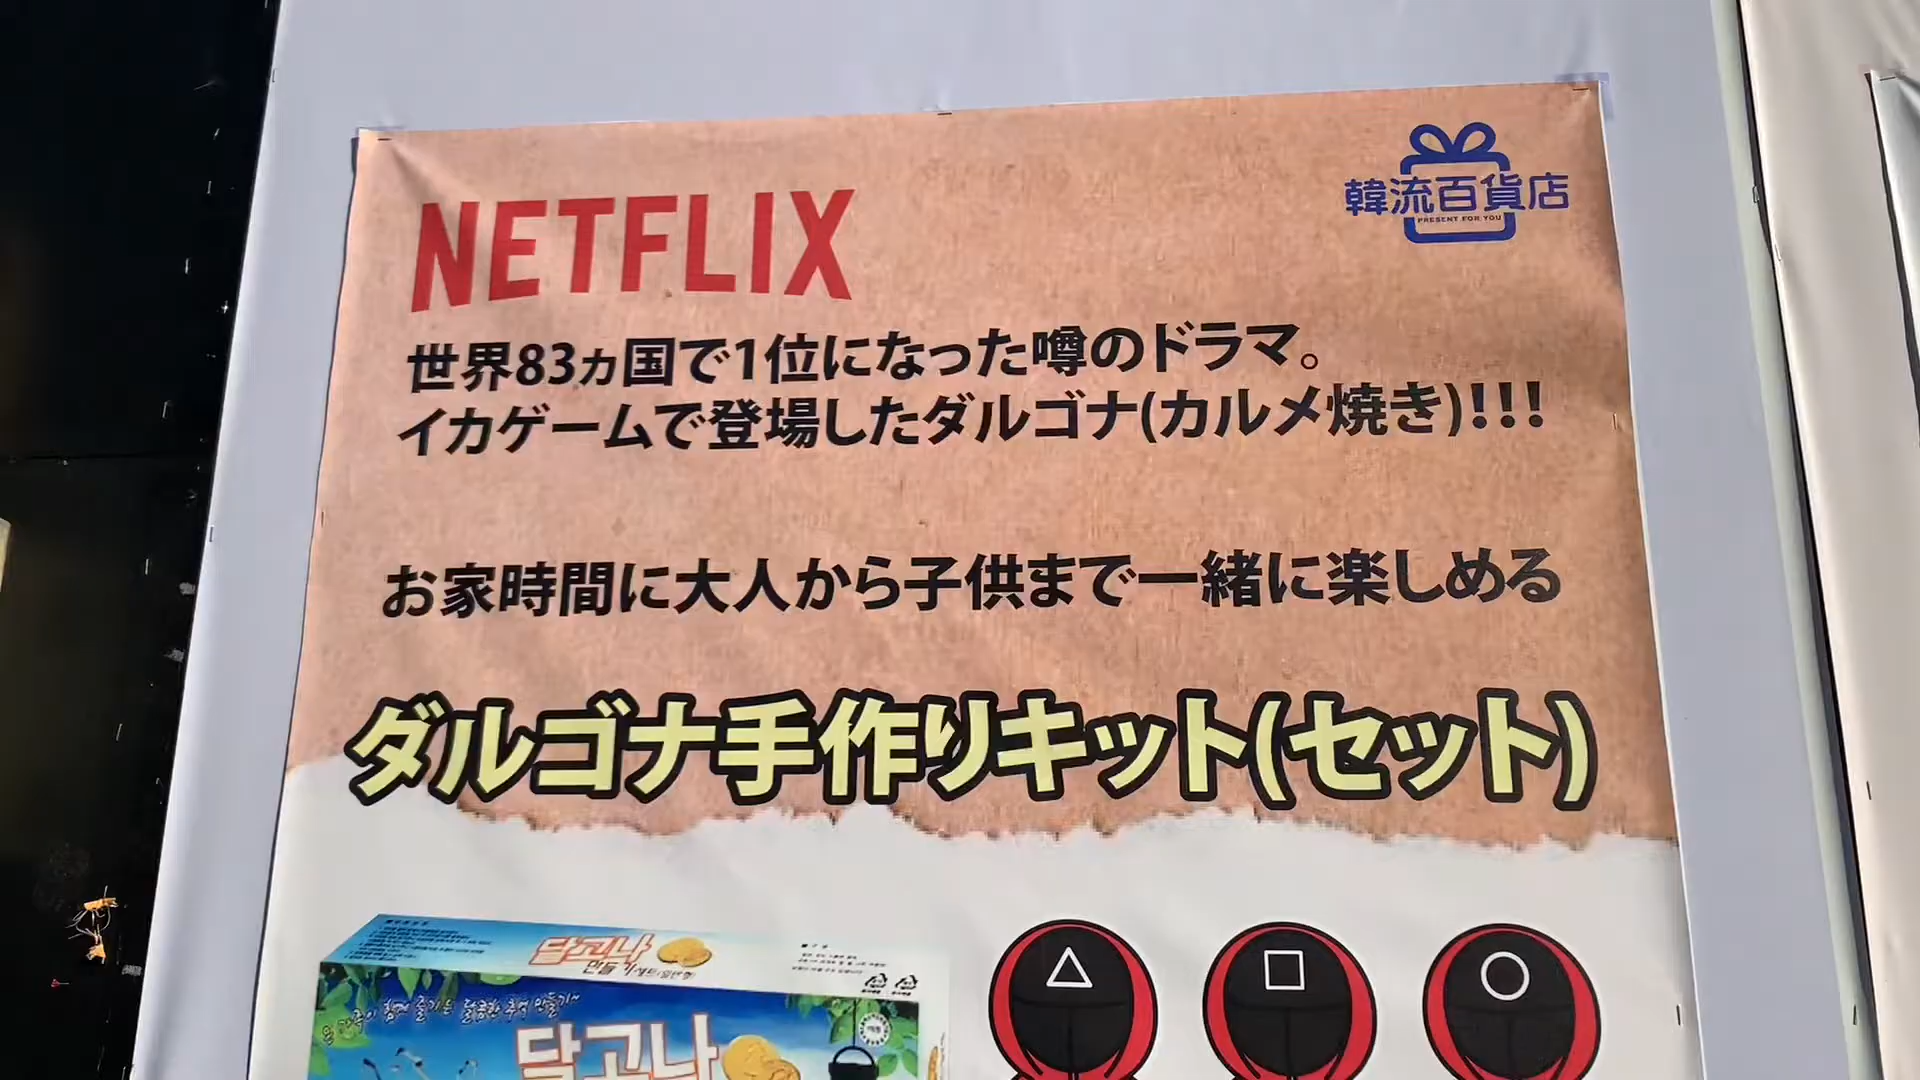 NETFLIX
韓流百貨店
PRESENT FOR YOU
世界83ヵ国で1位になった噂のドラマ。
イカゲームで登場したダルゴナ(カルメ焼き)!!!
お家時間に大人から子供まで一緒に楽しめる
ダルゴナ手作りキット(セット)
달고나